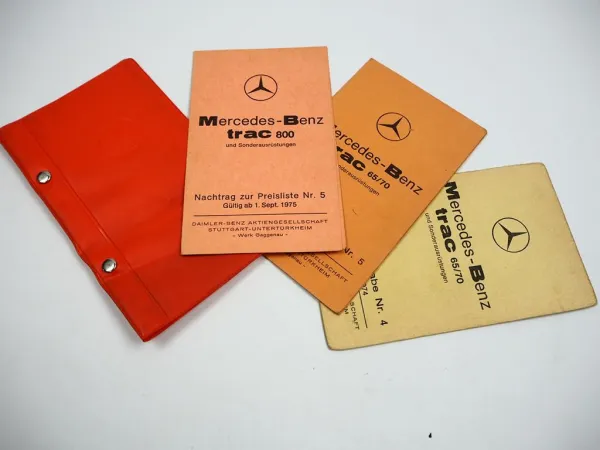 Mercedes-Benz
trac 800
und Sonderausrüstungen
Nachtrag zur Preisliste Nr. 5
Gültig ab 1. Sept. 1975
DAIMLER-BENZ AKTIENGESELLSCHAFT
STUTTGART-UNTERTÜRKHEIM
- Werk Gaggenau -
Mercedes-Benz
trac 65/70
Sonderausrüstungen
Nr. 5
Mercedes-Benz
trac 65/70
und Sonderausrüstungen
Nr. 4